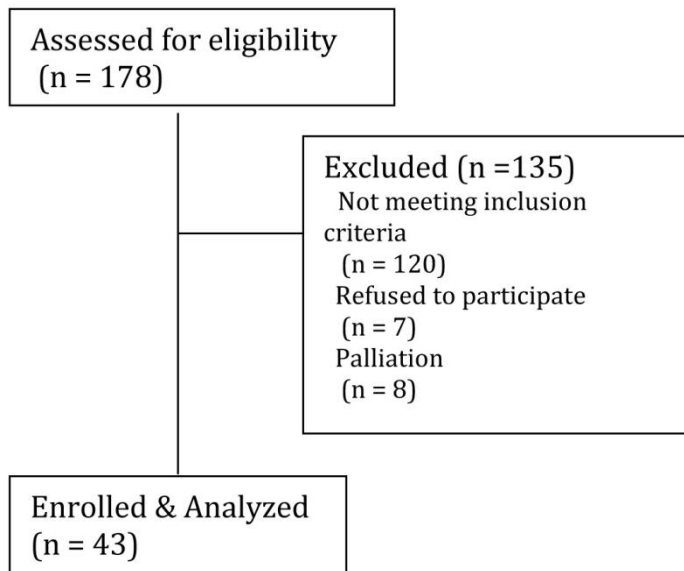 Assessed for eligibility
(n = 178)
Excluded (n =135)
Not meeting inclusion
criteria
(n = 120)
Refused to participate
(n = 7)
Palliation
(n = 8)
Enrolled & Analyzed
(n = 43)